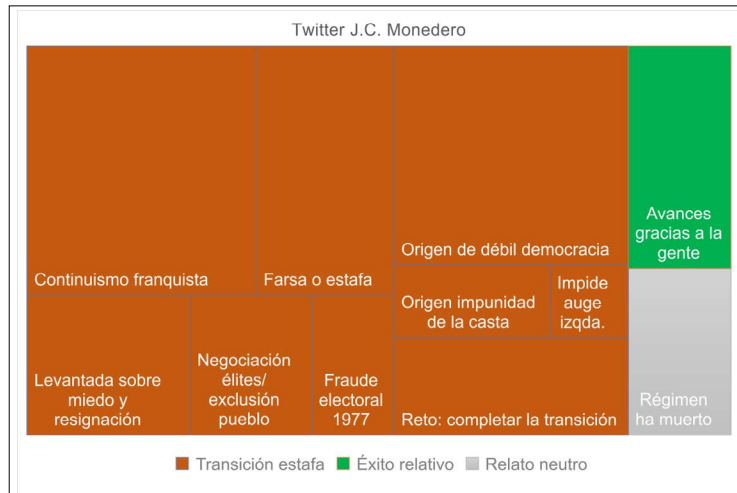 Twitter J.C. Monedero
Continuismo franquista
Farsa o estafa
Origen de débil democracia
Avances
gracias a la
gente
Origen impunidad
de la casta
Impide
auge
izqda.
Levantada sobre
miedo y
resignación
Negociación
élites/
exclusión
pueblo
Fraude
electoral
1977
Reto: completar la transición
Régimen
ha muerto
Transición estafa
Éxito relativo
Relato neutro